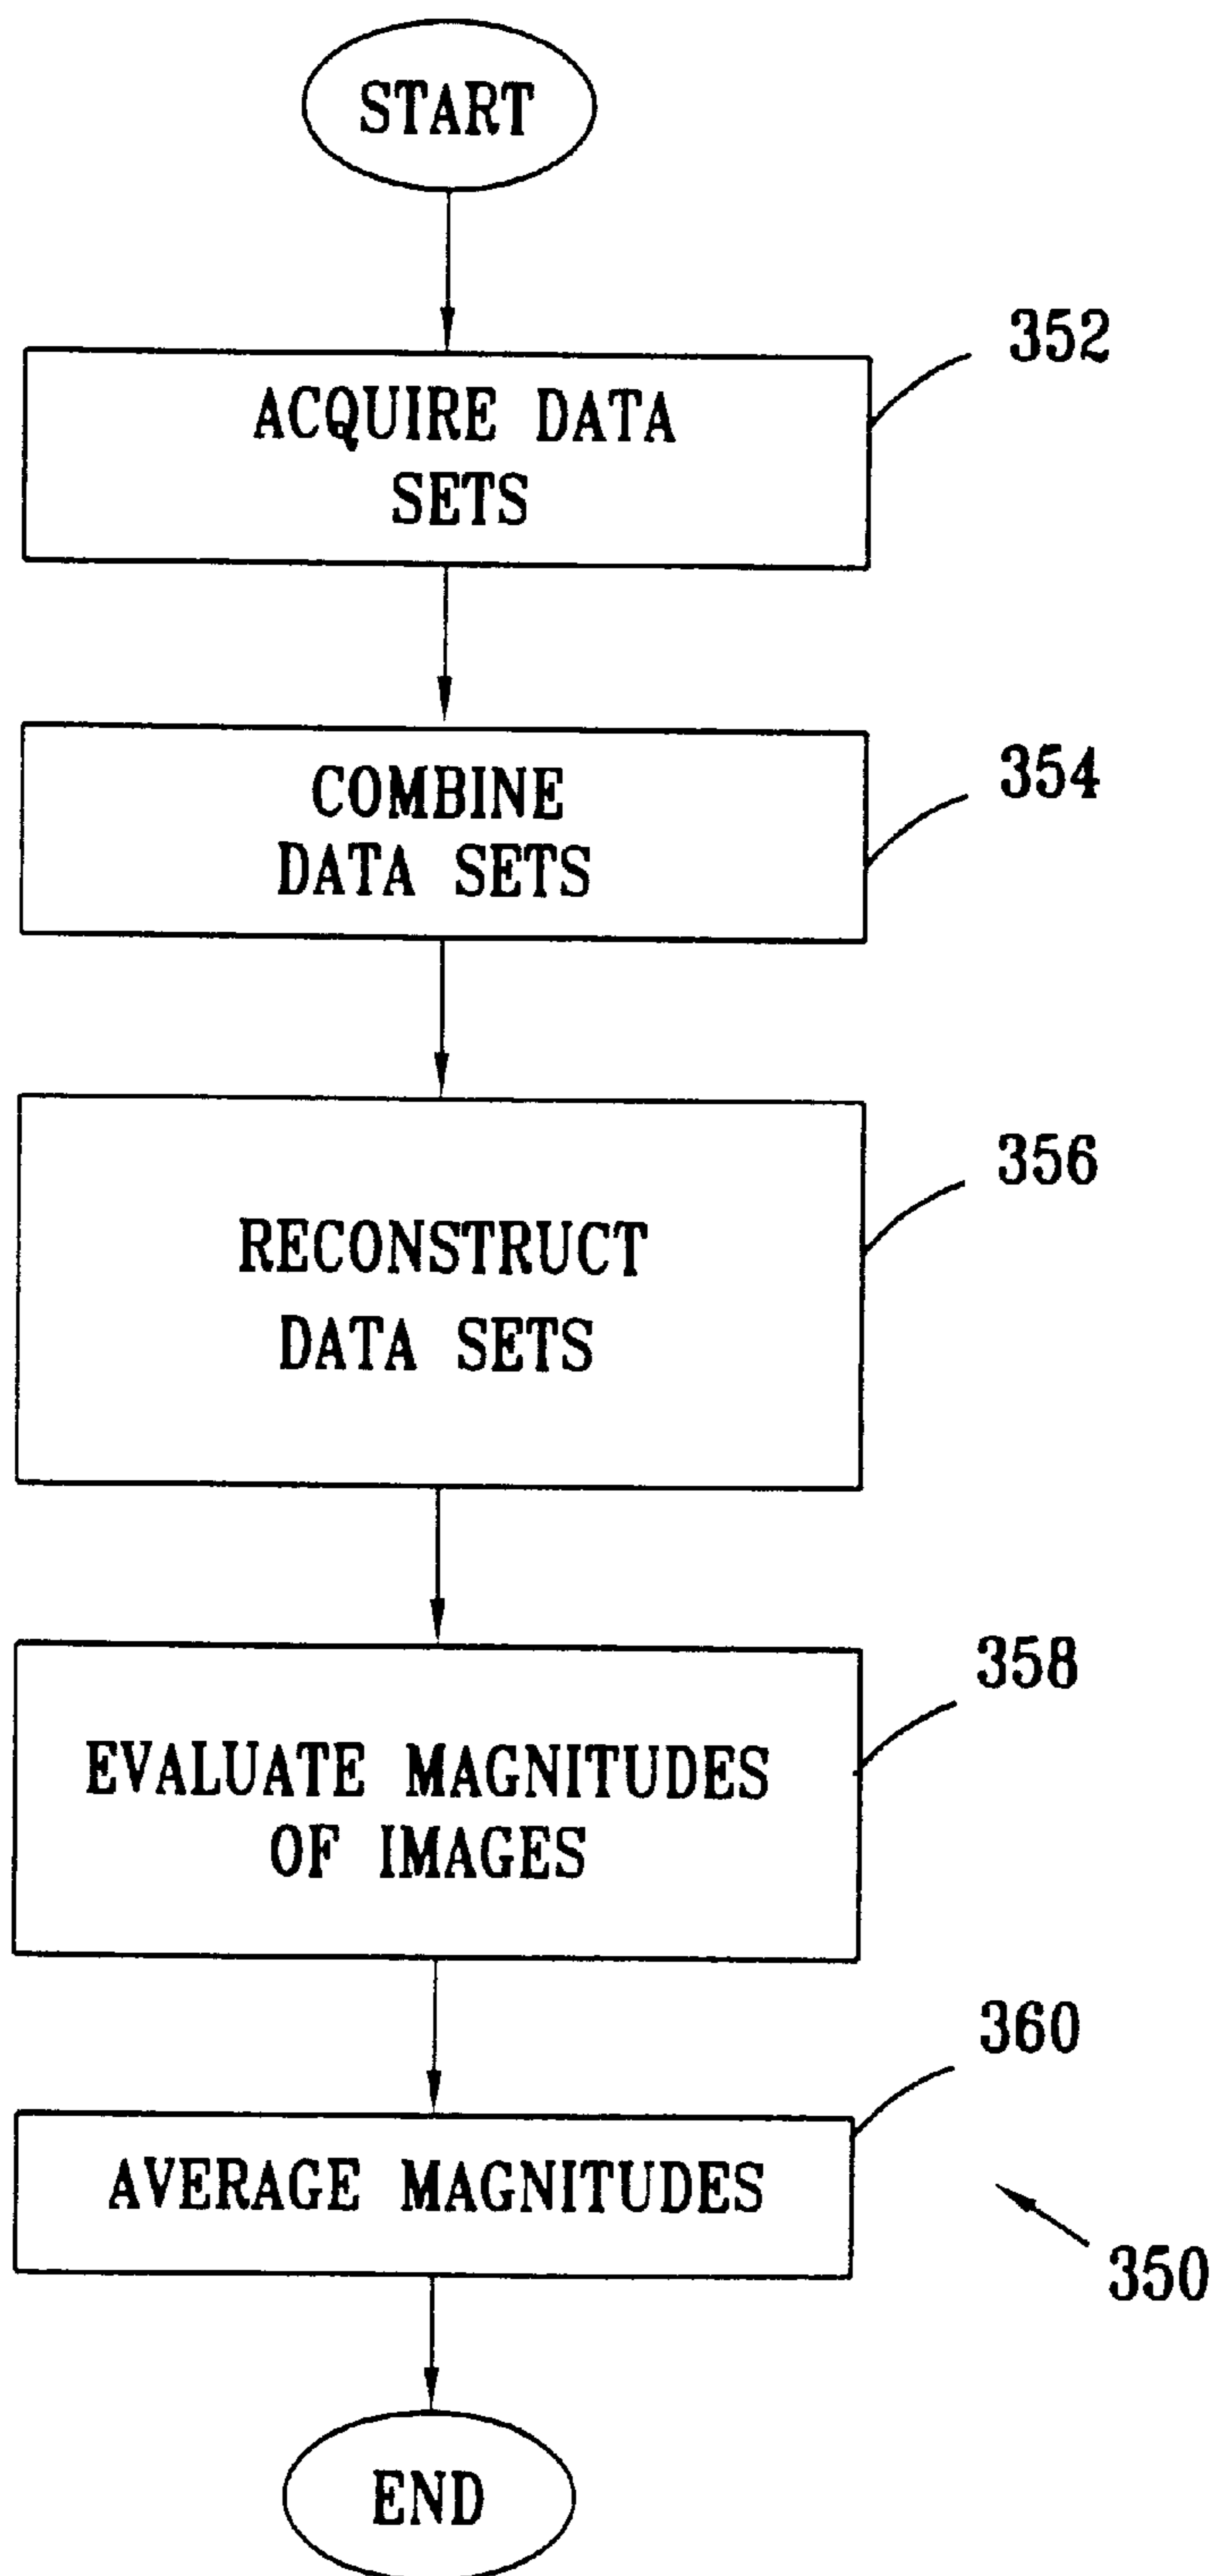 START
352
ACQUIRE DATA
SETS
354
COMBINE
DATA SETS
356
RECONSTRUCT
DATA SETS
358
EVALUATE MAGNITUDES
OF IMAGES
360
AVERAGE MAGNITUDES
350
END